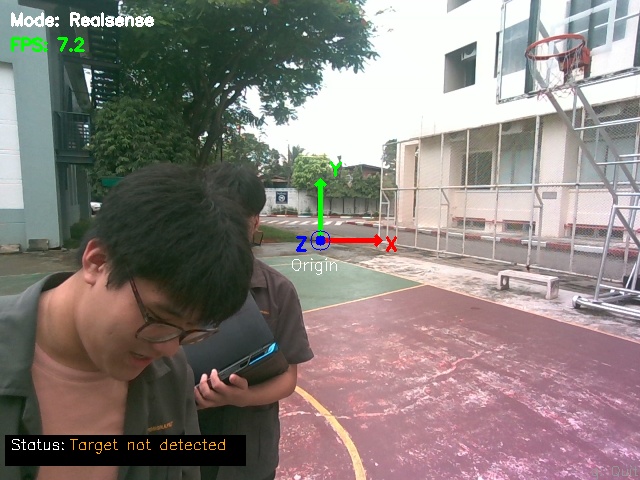 Mode: Realsense
FPS: 7.2
Y
Z
X
Origin
Status: Target not detected